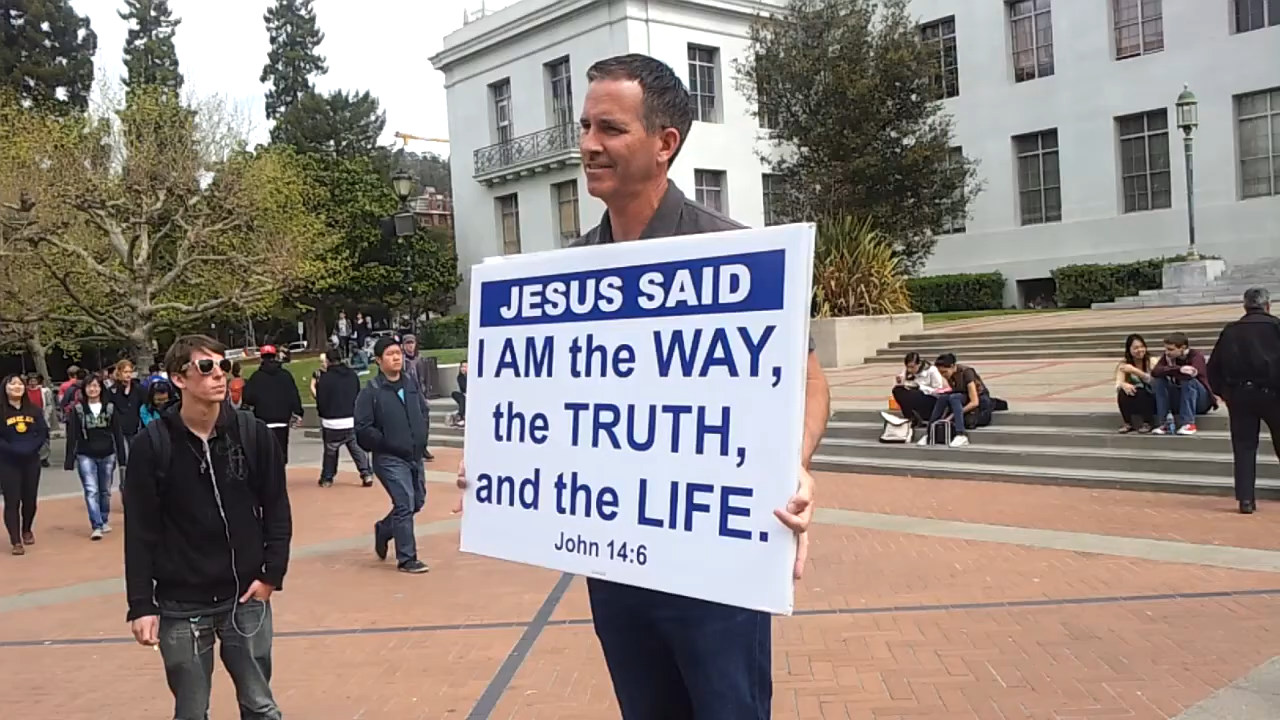 JESUS SAID
I AM the WAY,
the TRUTH,
and the LIFE.
John 14:6